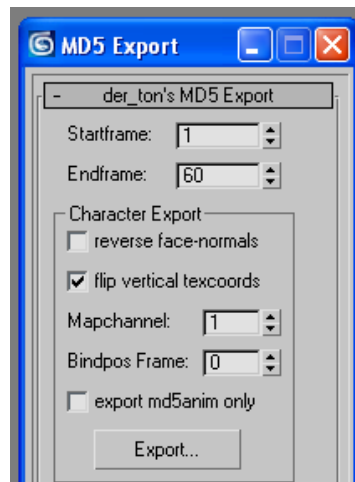 MD5 Export
- der_ton's MD5 Export
Startframe: 1
Endframe: 60
Character Export
reverse face-normals
flip vertical texcoords
Mapchannel: 1
Bindpos Frame: 0
export md5anim only
Export...